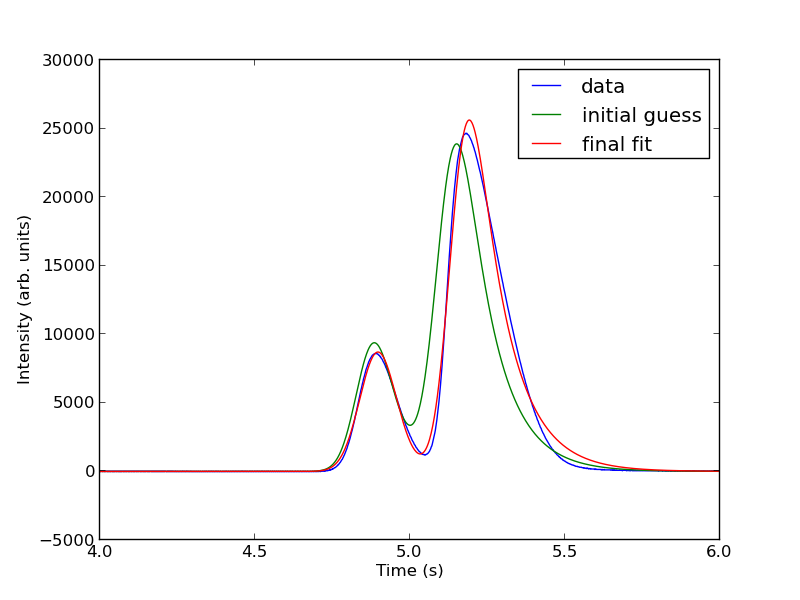 30000
25000
20000
15000
10000
5000
0
−5000
4.0
4.5
5.0
5.5
6.0
Time (s)
Intensity (arb. units)
data
initial guess
final fit